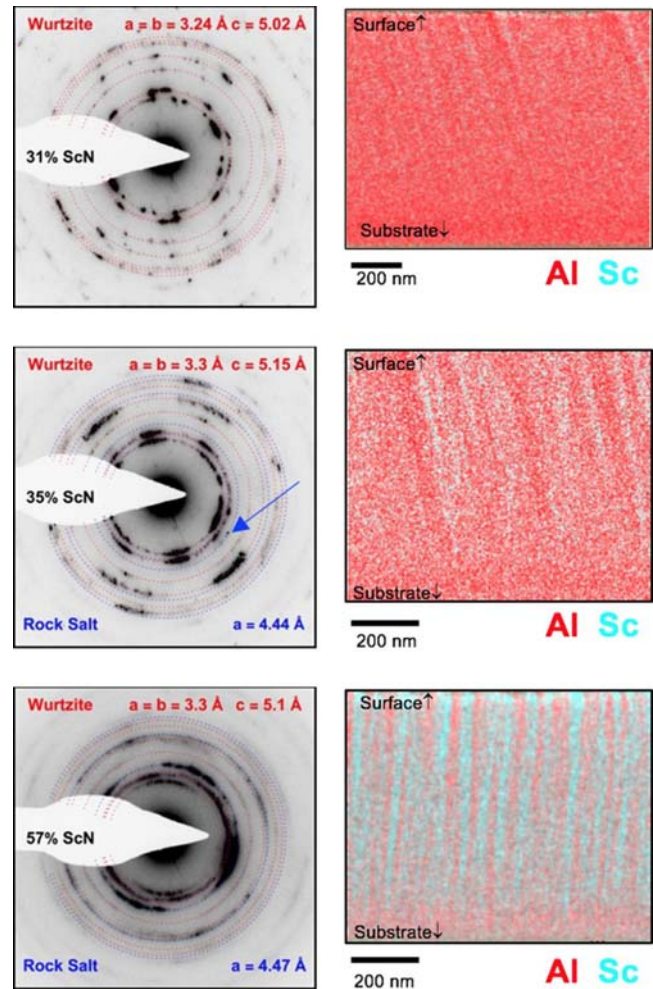 Wurtzite a = b = 3.24 Å c = 5.02 Å
31% ScN
Surface↑
Substrate↓
200 nm
Al Sc
Wurtzite a = b = 3.3 Å c = 5.15 Å
35% ScN
Rock Salt a = 4.44 Å
Surface↑
Substrate↓
200 nm
Al Sc
Wurtzite a = b = 3.3 Å c = 5.1 Å
57% ScN
Rock Salt a = 4.47 Å
Surface↑
Substrate↓
200 nm
Al Sc